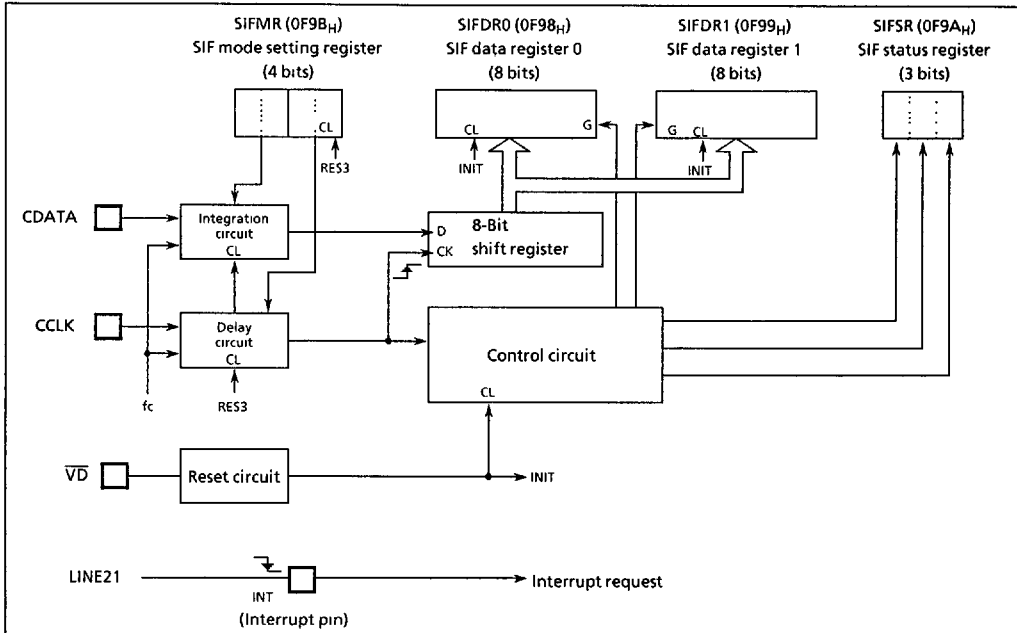 SIFMR (0F9BH)
SIF mode setting register
(4 bits)
SIFDR0 (0F98H)
SIF data register 0
(8 bits)
SIFDR1 (0F99H)
SIF data register 1
(8 bits)
SIFSR (0F9AH)
SIF status register
(3 bits)
CL
RES3
CL
G
INIT
G CL
INIT
CDATA
Integration
circuit
CL
D
CK
8-Bit
shift register
CCLK
Delay
circuit
CL
fc
RES3
Control circuit
CL
VD
Reset circuit
INIT
LINE21
INT
(Interrupt pin)
Interrupt request